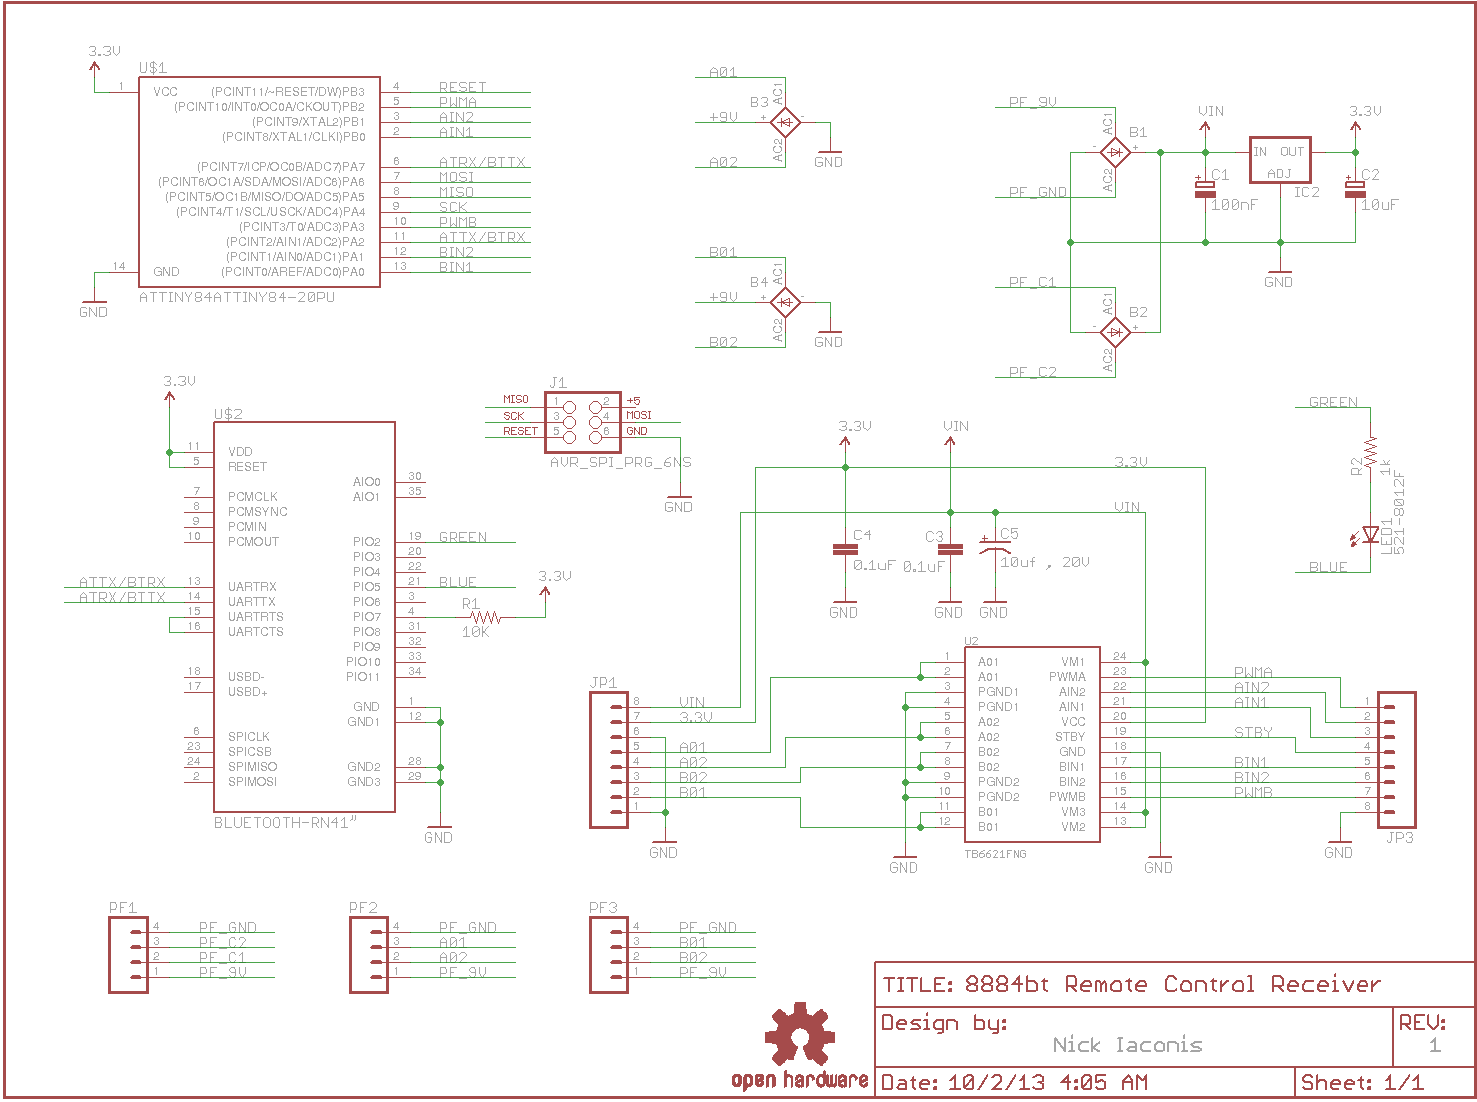 3.3V
U$1
1 VCC
14 GND
GND
(PCINT11/~RESET/DW)PB3 4 RESET
(PCINT10/INT0/OC0A/CKOUT)PB2 5 PWMA
(PCINT9/XTAL2)PB1 3 AIN2
(PCINT8/XTAL1/CLKI)PB0 2 AIN1
(PCINT7/ICP/OC0B/ADC7)PA7 6 ATRX/BTTX
(PCINT6/OC1A/SDA/MOSI/ADC6)PA6 7 MOSI
(PCINT5/OC1B/MISO/DO/ADC5)PA5 8 MISO
(PCINT4/T1/SCL/USCK/ADC4)PA4 9 SCK
(PCINT3/T0/ADC3)PA3 10 PWMB
(PCINT2/AIN1/ADC2)PA2 11 ATTX/BTRX
(PCINT1/AIN0/ADC1)PA1 12 BIN2
(PCINT0/AREF/ADC0)PA0 13 BIN1
ATTINY84ATTINY84-20PU
A01
B3
AC1
+9V
+ -
AC2
A02
GND
B01
B4
AC1
+9V
+ -
AC2
B02
GND
PF_9V
AC1
B1
- +
AC2
PF_GND
PF_C1
AC1
B2
- +
AC2
PF_C2
VIN
3.3V
IN OUT
ADJ
IC2
+ C1
100nF
+ C2
10uF
GND
3.3V
U$2
11 VDD
5 RESET
7 PCMCLK
8 PCMSYNC
9 PCMIN
10 PCMOUT
ATTX/BTRX 13 UARTRX
ATRX/BTTX 14 UARTTX
15 UARTRTS
16 UARTCTS
18 USBD-
17 USBD+
6 SPICLK
23 SPICSB
24 SPIMISO
2 SPIMOSI
AIO0 30
AIO1 35
PIO2 19 GREEN
PIO3 20
PIO4 22
PIO5 21 BLUE
PIO6 3
PIO7 4
PIO8 31
PIO9 32
PIO10 33
PIO11 34
GND 1
GND1 12
GND2 28
GND3 29
GND
BLUETOOTH-RN41"
R1
10K
3.3V
J1
MISO 1 2 +5
SCK 3 4 MOSI
RESET 5 6 GND
AVR_SPI_PRG_6NS
GND
3.3V
VIN
3.3V
VIN
C4
0.1uF
GND
C3
0.1uF
GND
+ C5
10uf , 20V
GND
GREEN
R2
1k
LED1
521-8012F
BLUE
JP1
8 VIN
7 3.3V
6
5 A01
4 A02
3 B02
2 B01
1
GND
U2
1 A01
2 A01
3 PGND1
4 PGND1
5 A02
6 A02
7 B02
8 B02
9 PGND2
10 PGND2
11 B01
12 B01
VM1 24
PWMA 23 PWMA
AIN2 22 AIN2
AIN1 21 AIN1
VCC 20
STBY 19 STBY
GND 18
BIN1 17 BIN1
BIN2 16 BIN2
PWMB 15 PWMB
VM3 14
VM2 13
TB6621FNG
GND
GND
1
2
3
4
5
6
7
8
GND
JP3
PF1
4 PF_GND
3 PF_C2
2 PF_C1
1 PF_9V
PF2
4 PF_GND
3 A01
2 A02
1 PF_9V
PF3
4 PF_GND
3 B01
2 B02
1 PF_9V
open hardware
TITLE: 8884bt Remote Control Receiver
Design by:
Nick Iaconis
REV:
1
Date: 10/2/13 4:05 AM
Sheet: 1/1